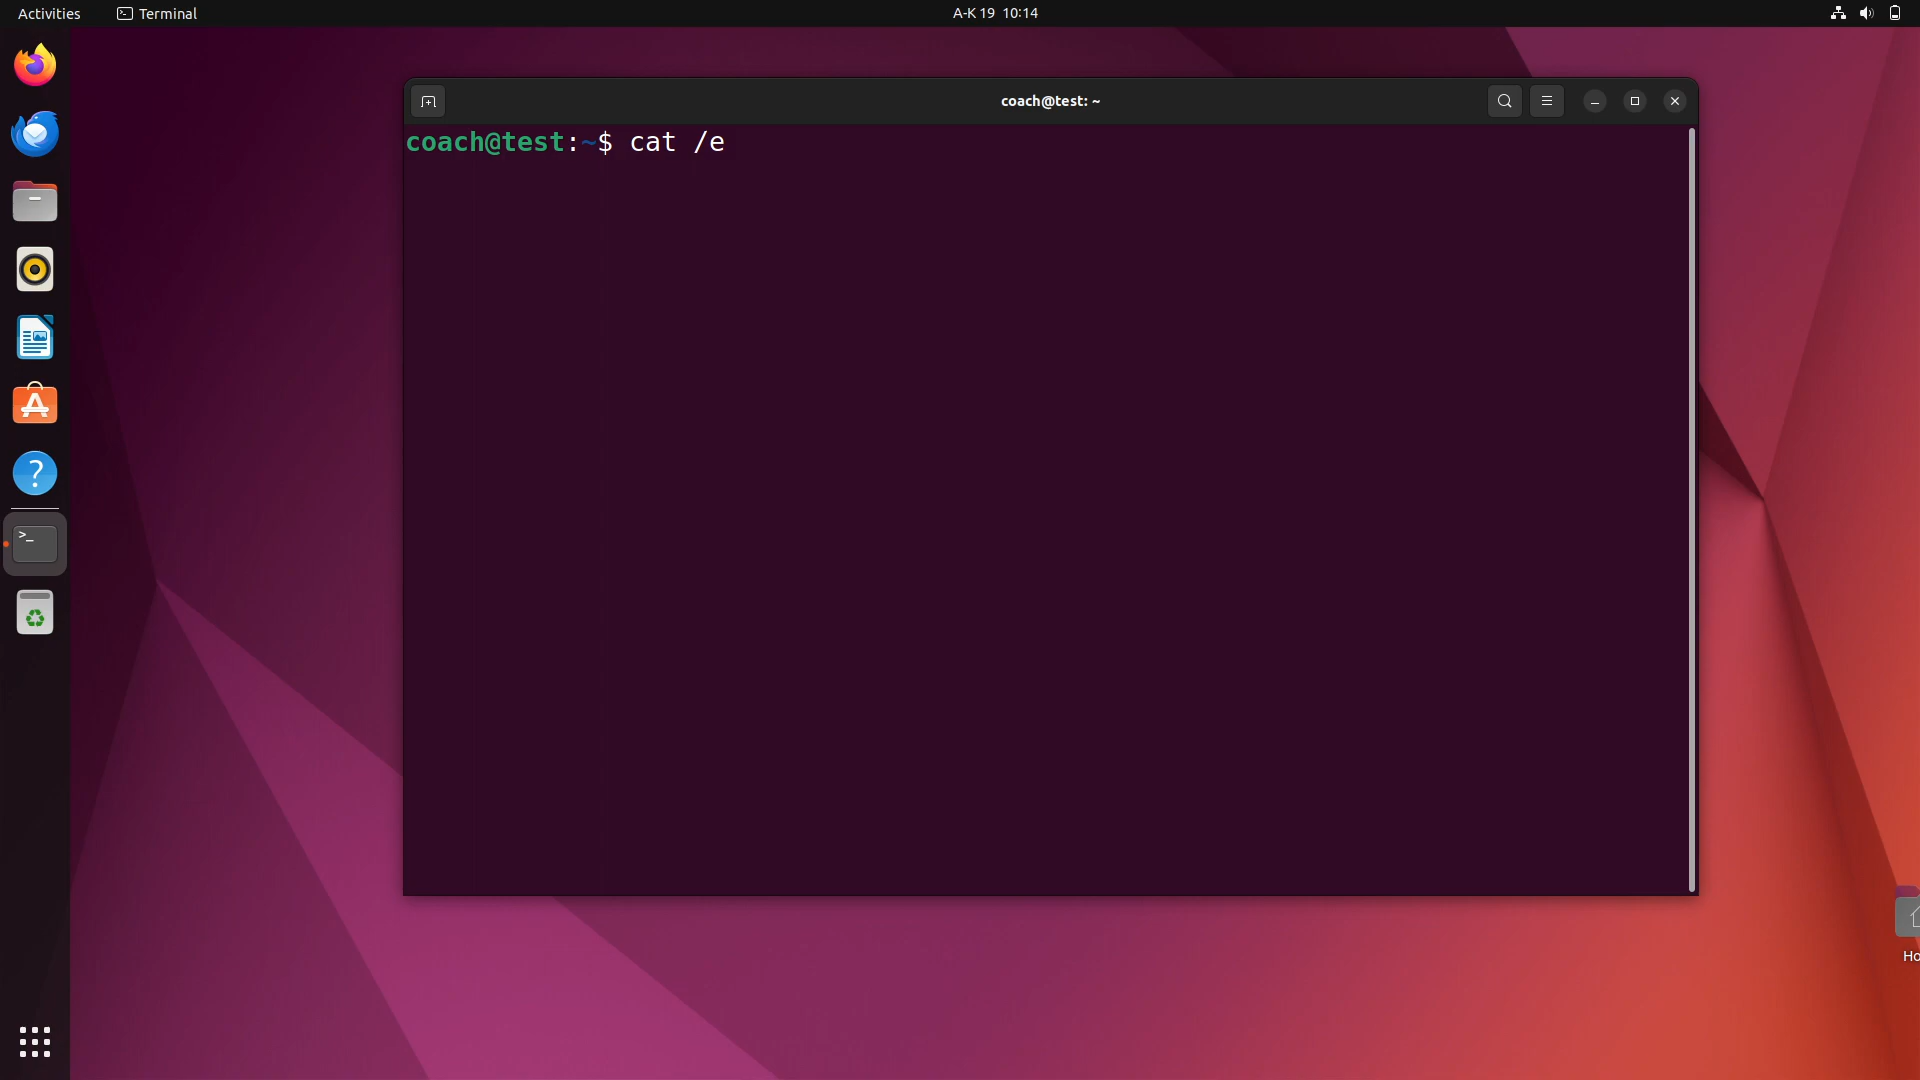 Activities
Terminal
A-K 19 10:14
coach@test: ~
coach@test:~$ cat /e
Ho